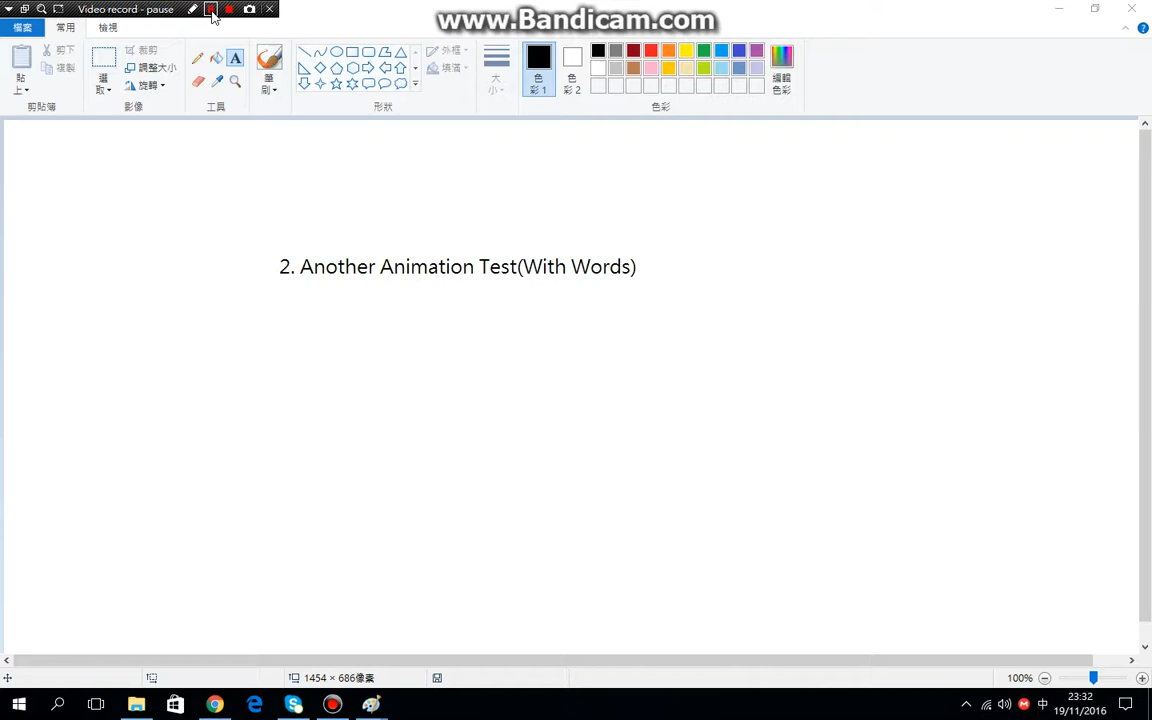 Video record - pause
www.Bandicam.com
檔案 常用 檢視
貼上 剪下 複製 選取 裁剪 調整大小 旋轉 A 筆刷 外框 填滿 大小 色彩 1 色彩 2 編輯色彩
剪貼簿 影像 工具 形狀 色彩
2. Another Animation Test(With Words)
1454 × 686像素 100%
中 23:32
19/11/2016